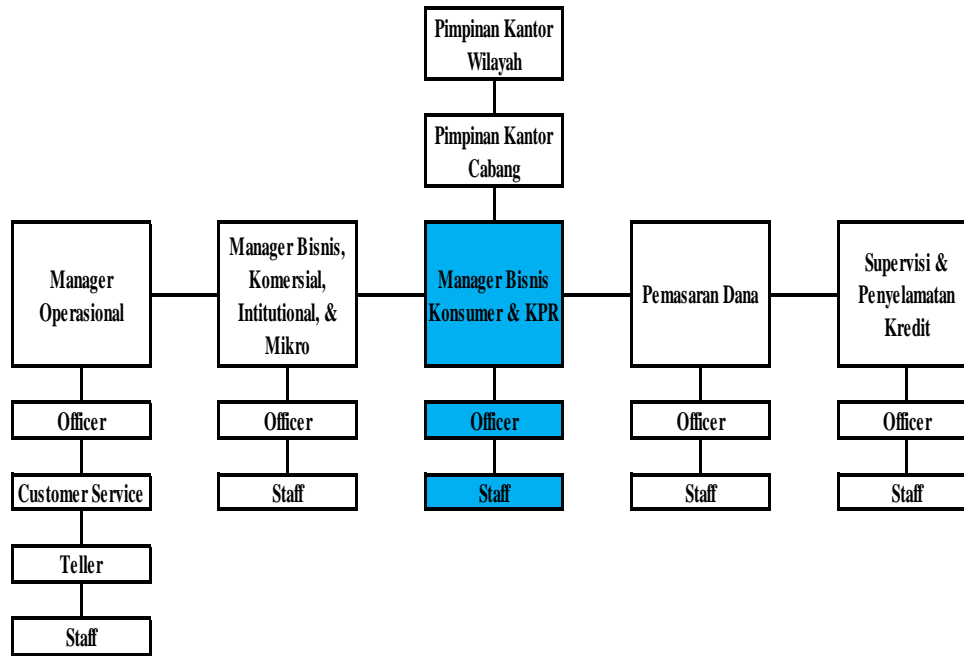 Pimpinan Kantor
Wilayah
Pimpinan Kantor
Cabang
Manager
Operasional
Manager Bisnis,
Komersial,
Intitutional, &
Mikro
Manager Bisnis
Konsumer & KPR
Pemasaran Dana
Supervisi &
Penyelamatan
Kredit
Officer
Officer
Officer
Officer
Officer
Customer Service
Staff
Staff
Staff
Staff
Teller
Staff